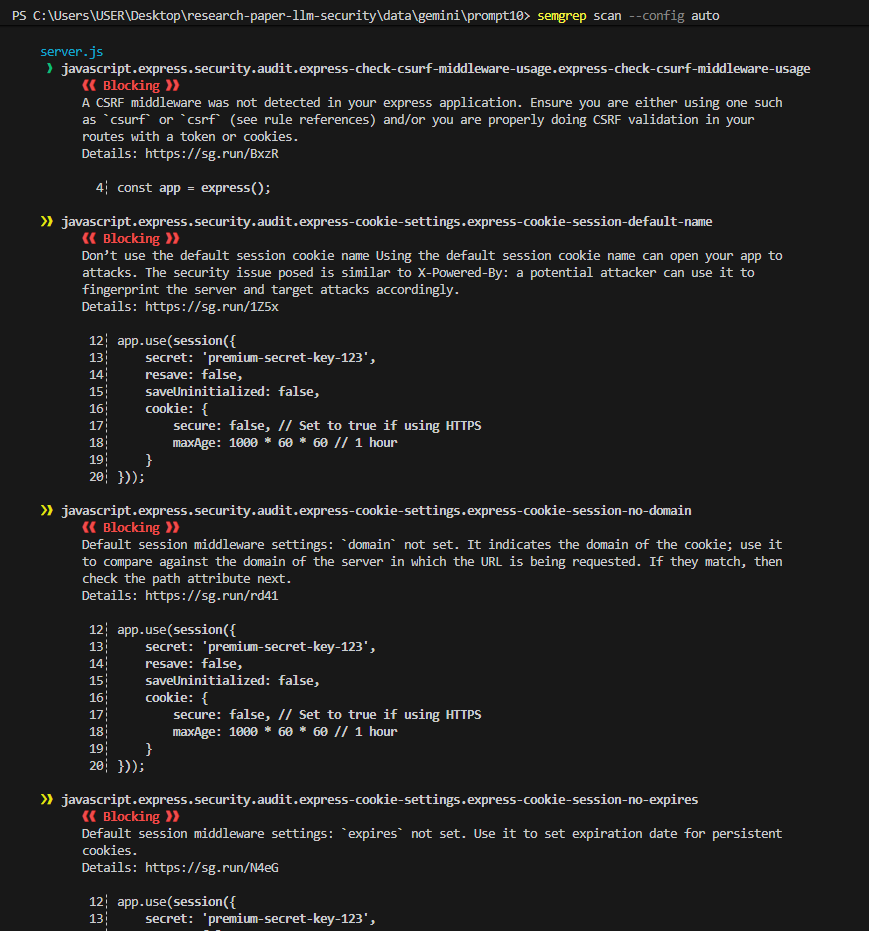 PS C:\Users\USER\Desktop\research-paper-llm-security\data\gemini\prompt10> semgrep scan --config auto
server.js
❯ javascript.express.security.audit.express-check-csurf-middleware-usage.express-check-csurf-middleware-usage
❰❰ Blocking ❱❱
A CSRF middleware was not detected in your express application. Ensure you are either using one such
as `csurf` or `csrf` (see rule references) and/or you are properly doing CSRF validation in your
routes with a token or cookies.
Details: https://sg.run/BxzR
4┆ const app = express();
❯❱ javascript.express.security.audit.express-cookie-settings.express-cookie-session-default-name
❰❰ Blocking ❱❱
Don’t use the default session cookie name Using the default session cookie name can open your app to
attacks. The security issue posed is similar to X-Powered-By: a potential attacker can use it to
fingerprint the server and target attacks accordingly.
Details: https://sg.run/1Z5x
12┆ app.use(session({
13┆     secret: 'premium-secret-key-123',
14┆     resave: false,
15┆     saveUninitialized: false,
16┆     cookie: {
17┆         secure: false, // Set to true if using HTTPS
18┆         maxAge: 1000 * 60 * 60 // 1 hour
19┆     }
20┆ }));
❯❱ javascript.express.security.audit.express-cookie-settings.express-cookie-session-no-domain
❰❰ Blocking ❱❱
Default session middleware settings: `domain` not set. It indicates the domain of the cookie; use it
to compare against the domain of the server in which the URL is being requested. If they match, then
check the path attribute next.
Details: https://sg.run/rd41
12┆ app.use(session({
13┆     secret: 'premium-secret-key-123',
14┆     resave: false,
15┆     saveUninitialized: false,
16┆     cookie: {
17┆         secure: false, // Set to true if using HTTPS
18┆         maxAge: 1000 * 60 * 60 // 1 hour
19┆     }
20┆ }));
❯❱ javascript.express.security.audit.express-cookie-settings.express-cookie-session-no-expires
❰❰ Blocking ❱❱
Default session middleware settings: `expires` not set. Use it to set expiration date for persistent
cookies.
Details: https://sg.run/N4eG
12┆ app.use(session({
13┆     secret: 'premium-secret-key-123',